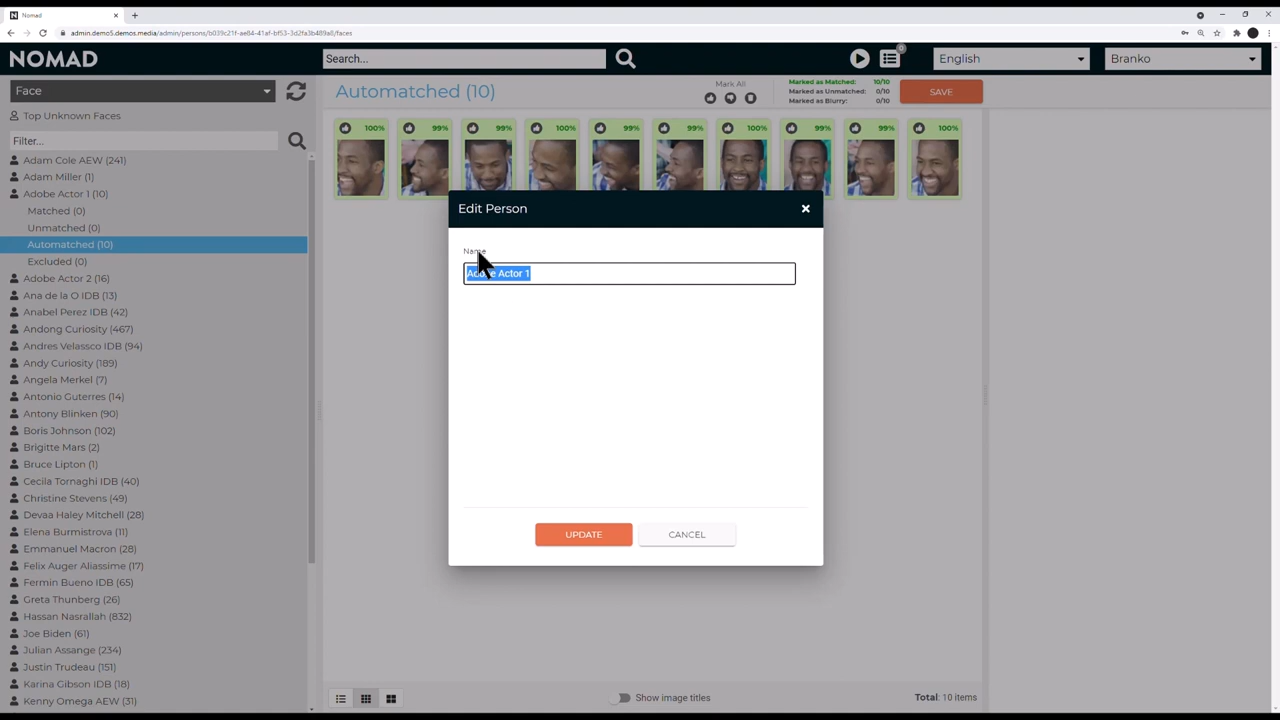 Nomad
admin.demo5.demos.media/admin/persons/b039c21f-ae84-41af-bf53-3d2fa3b489a8/faces
NOMAD
Search...
0
English
Branko
Face
Top Unknown Faces
Filter...
Adam Cole AEW (241)
Adam Miller (1)
Adobe Actor 1 (10)
Matched (0)
Unmatched (0)
Automatched (10)
Excluded (0)
Adobe Actor 2 (16)
Ana de la O IDB (13)
Anabel Perez IDB (42)
Andong Curiosity (467)
Andres Velassco IDB (94)
Andy Curiosity (189)
Angela Merkel (7)
Antonio Guterres (14)
Antony Blinken (90)
Boris Johnson (102)
Brigitte Mars (2)
Bruce Lipton (1)
Cecila Tornaghi IDB (40)
Christine Stevens (49)
Devaa Haley Mitchell (28)
Elena Burmistrova (11)
Emmanuel Macron (28)
Felix Auger Aliassime (17)
Fermin Bueno IDB (65)
Greta Thunberg (26)
Hassan Nasrallah (832)
Joe Biden (61)
Julian Assange (234)
Justin Trudeau (151)
Karina Gibson IDB (18)
Kenny Omega AEW (31)
Automatched (10)
Mark All
Marked as Matched: 10/10
Marked as Unmatched: 0/10
Marked as Blurry: 0/10
SAVE
100% 99% 99% 100% 99% 99% 100% 99% 99% 100%
Edit Person
Name
Adobe Actor 1
UPDATE
CANCEL
Show image titles
Total: 10 items